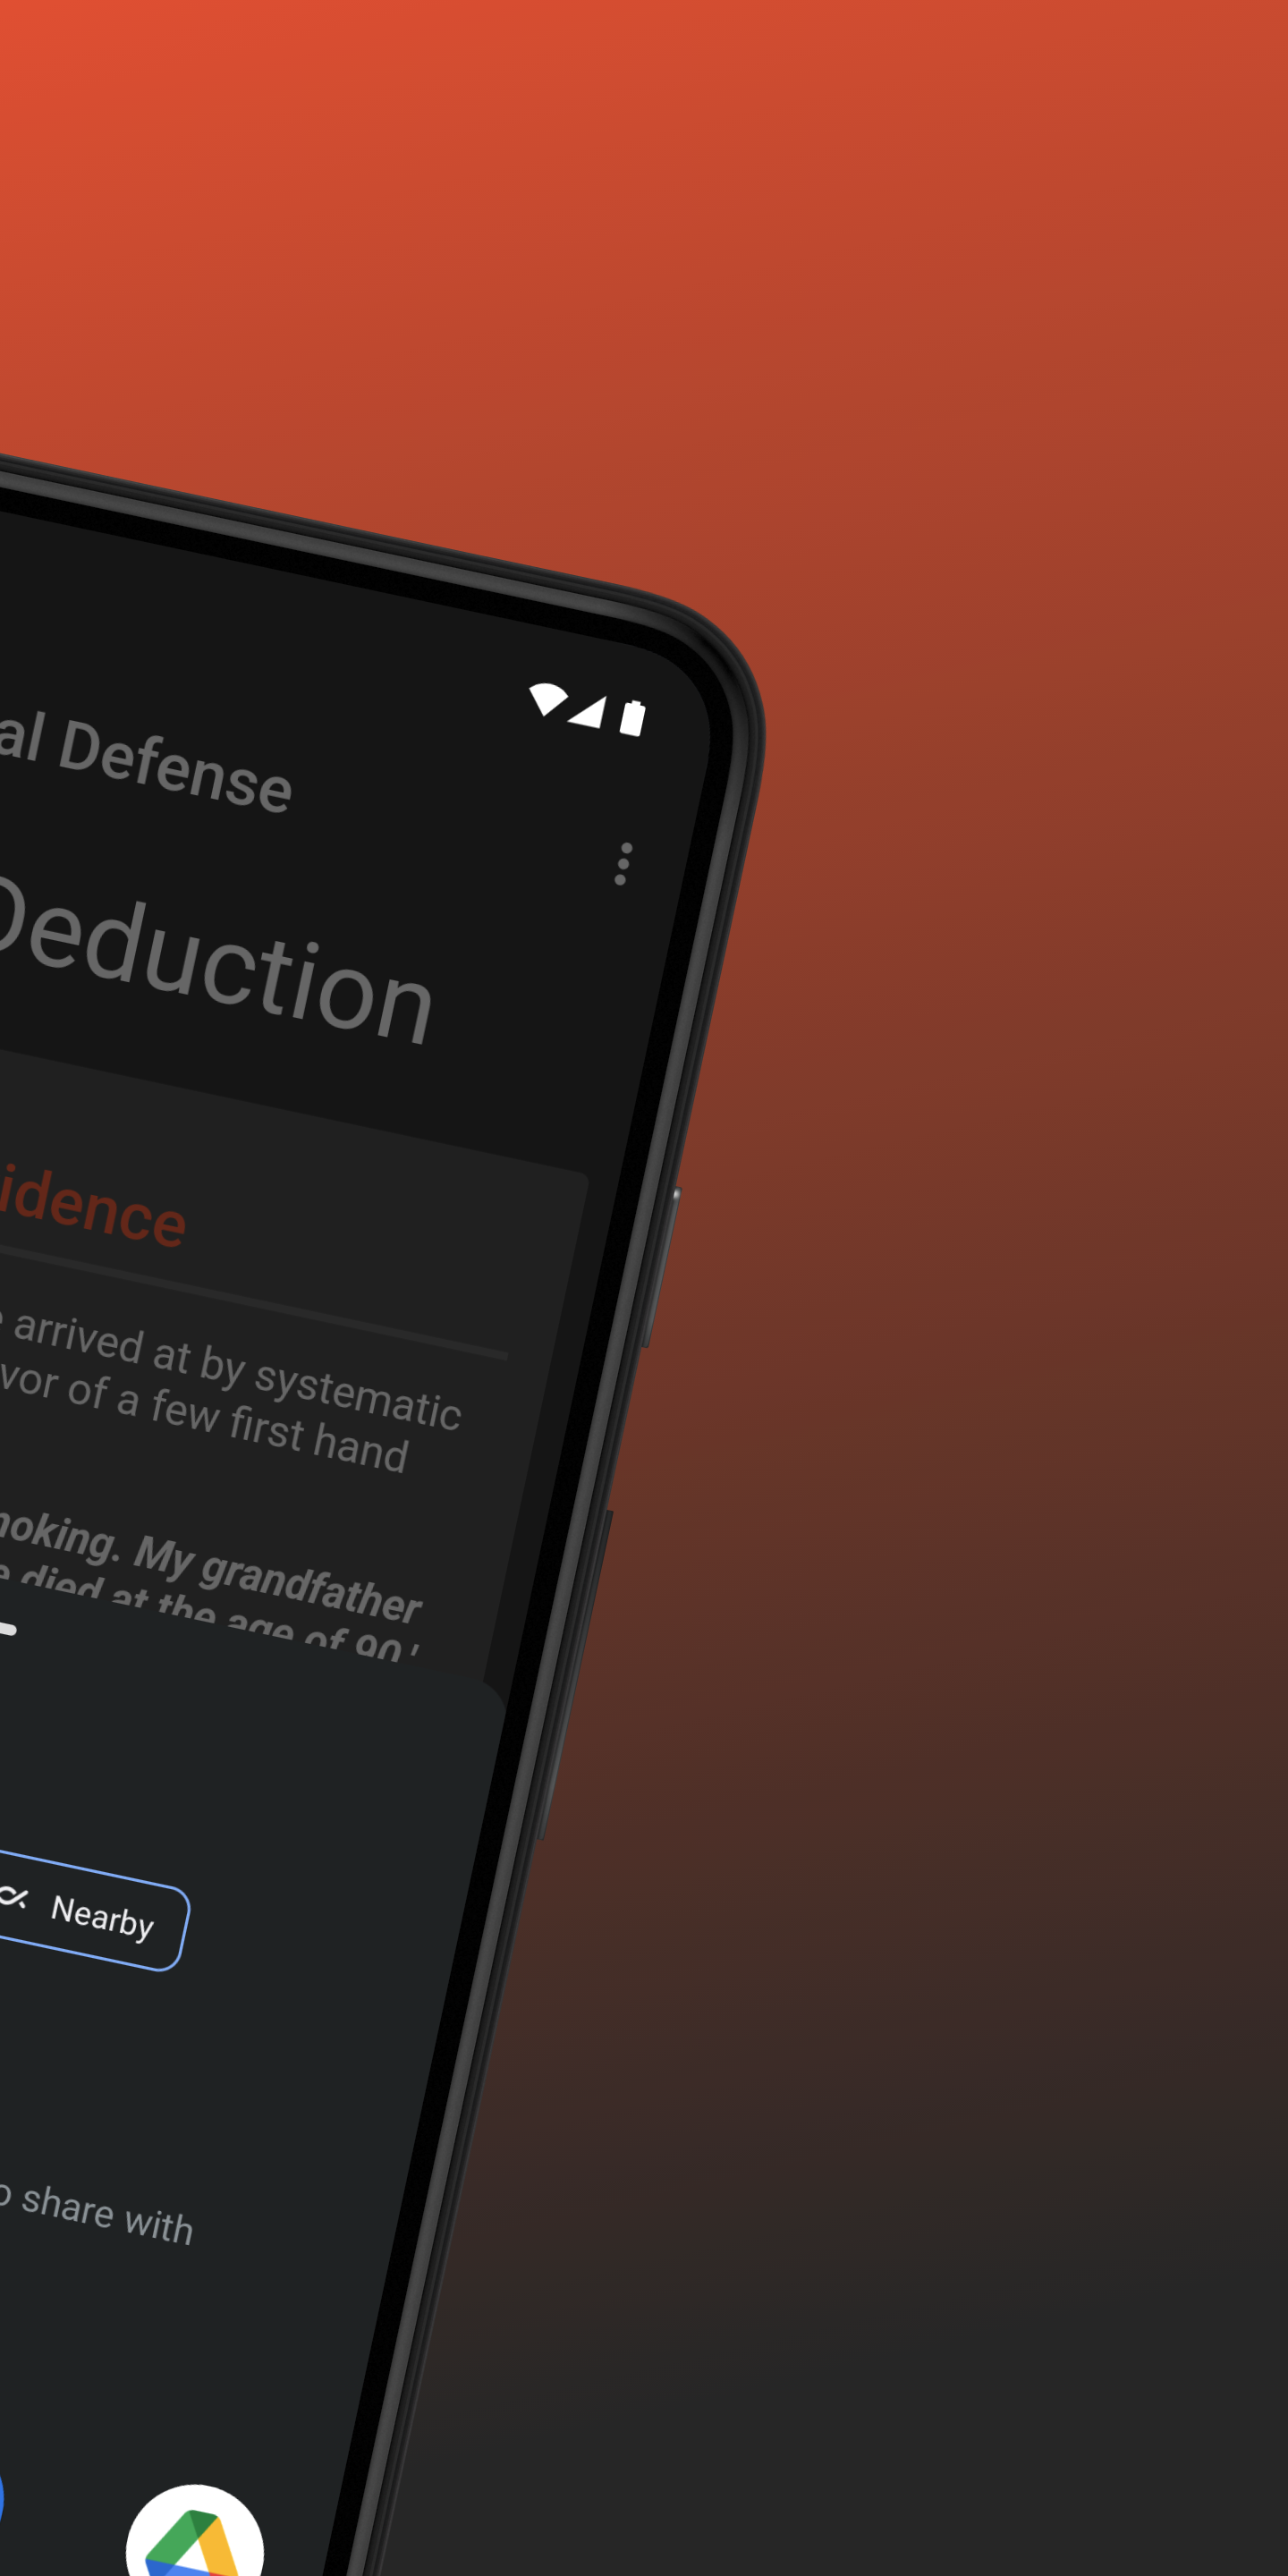 al Defense
Deduction
idence
e arrived at by systematic
vor of a few first hand
noking. My grandfather
e died at the age of 90.'
Nearby
o share with